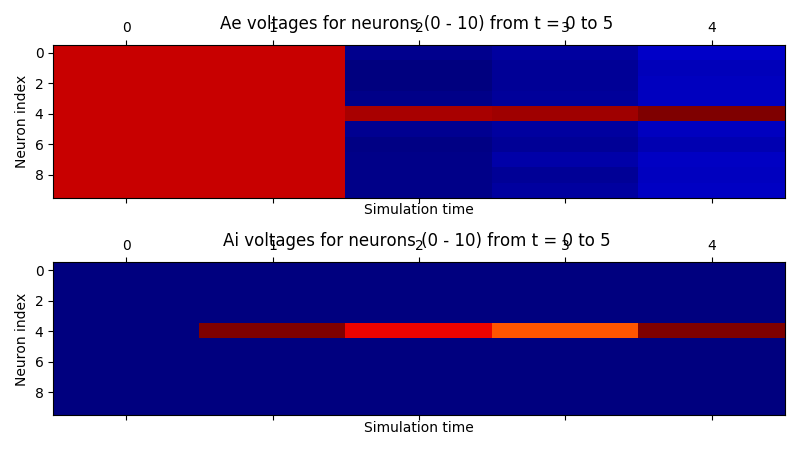 Ae voltages for neurons (0 - 10) from t = 0 to 5
0 1 2 3 4
0
2
4
6
8
Neuron index
Simulation time
Ai voltages for neurons (0 - 10) from t = 0 to 5
0 1 2 3 4
0
2
4
6
8
Neuron index
Simulation time